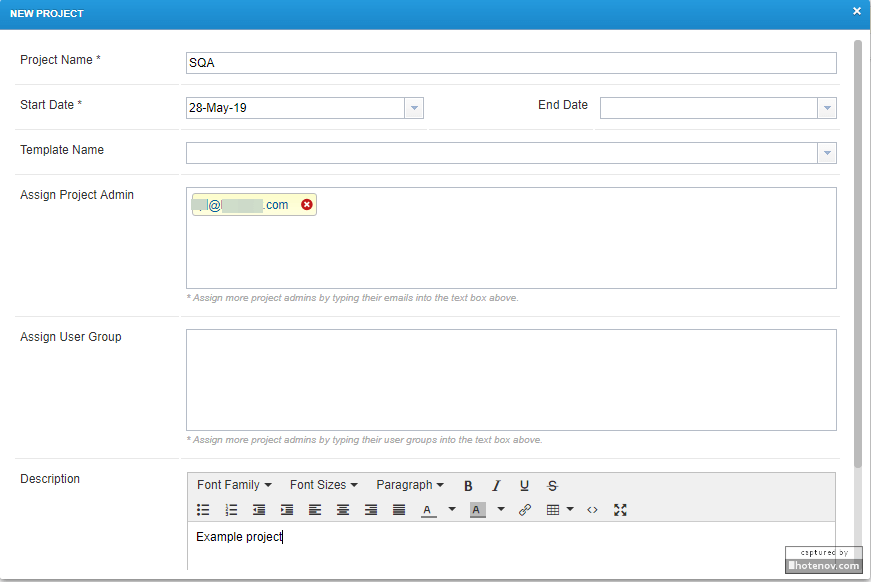 NEW PROJECT
Project Name *
SQA
Start Date *
28-May-19
End Date
Template Name
Assign Project Admin
@ .com
* Assign more project admins by typing their emails into the text box above.
Assign User Group
* Assign more project admins by typing their user groups into the text box above.
Description
Font Family Font Sizes Paragraph B I U S
A A
Example project
captured by
hotenov.com